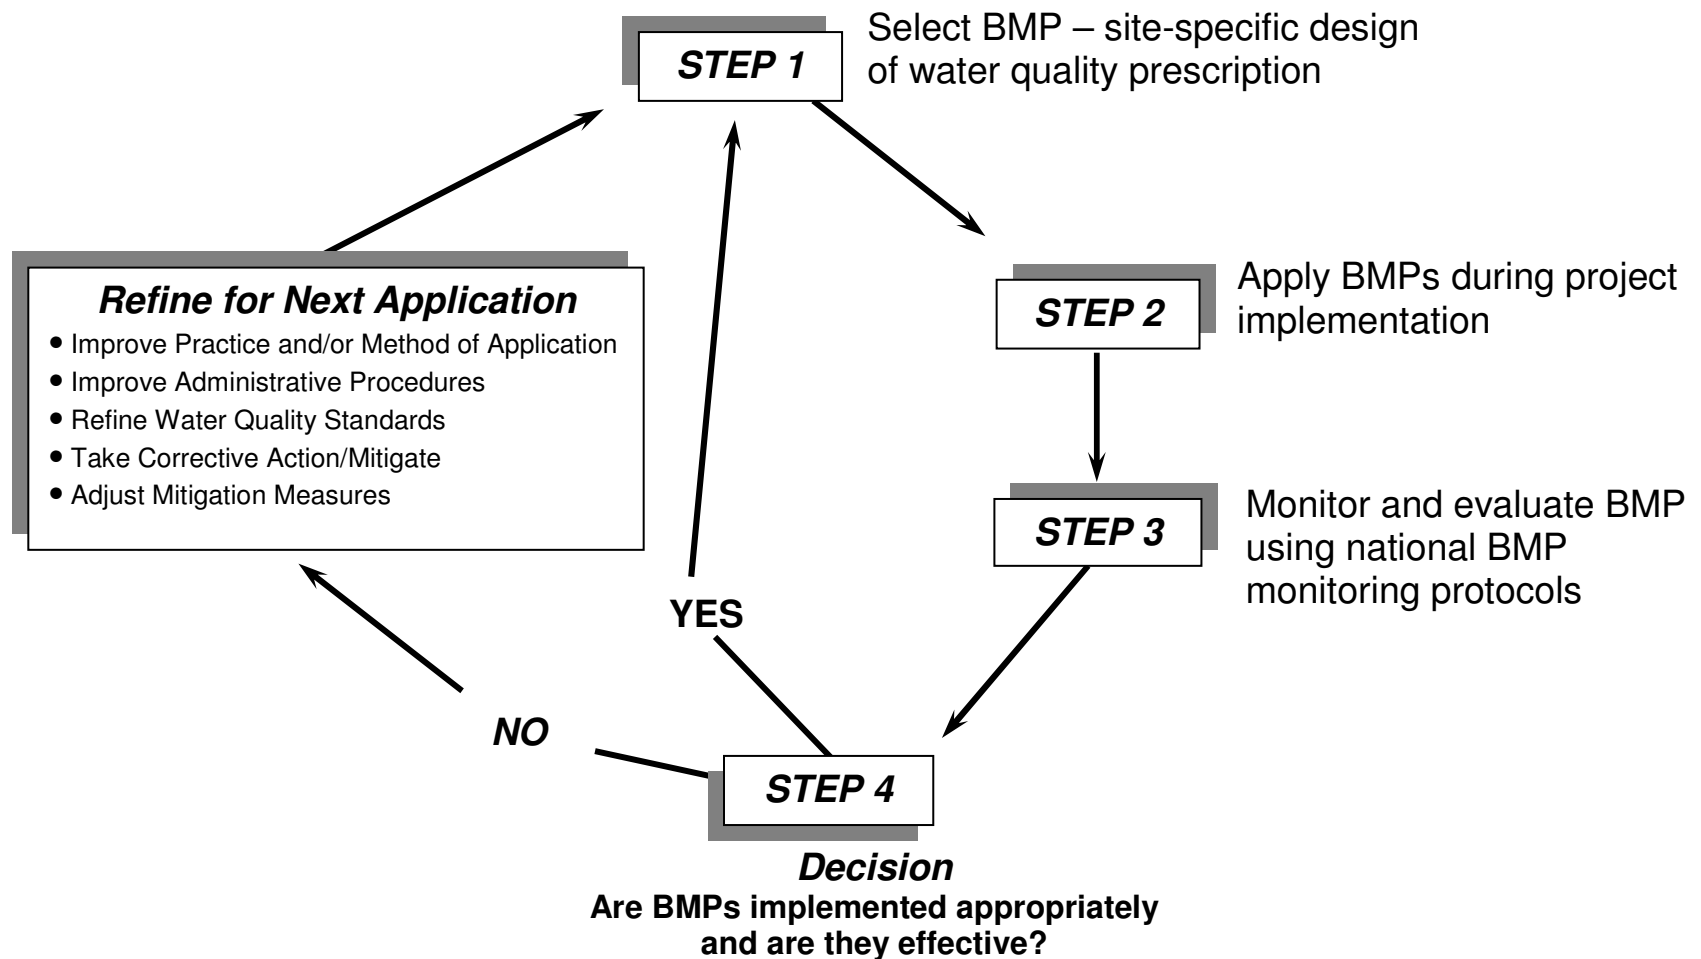 STEP 1
Select BMP – site-specific design
of water quality prescription
STEP 2
Apply BMPs during project
implementation
STEP 3
Monitor and evaluate BMP
using national BMP
monitoring protocols
STEP 4
Decision
Are BMPs implemented appropriately
and are they effective?
YES
NO
Refine for Next Application
• Improve Practice and/or Method of Application
• Improve Administrative Procedures
• Refine Water Quality Standards
• Take Corrective Action/Mitigate
• Adjust Mitigation Measures